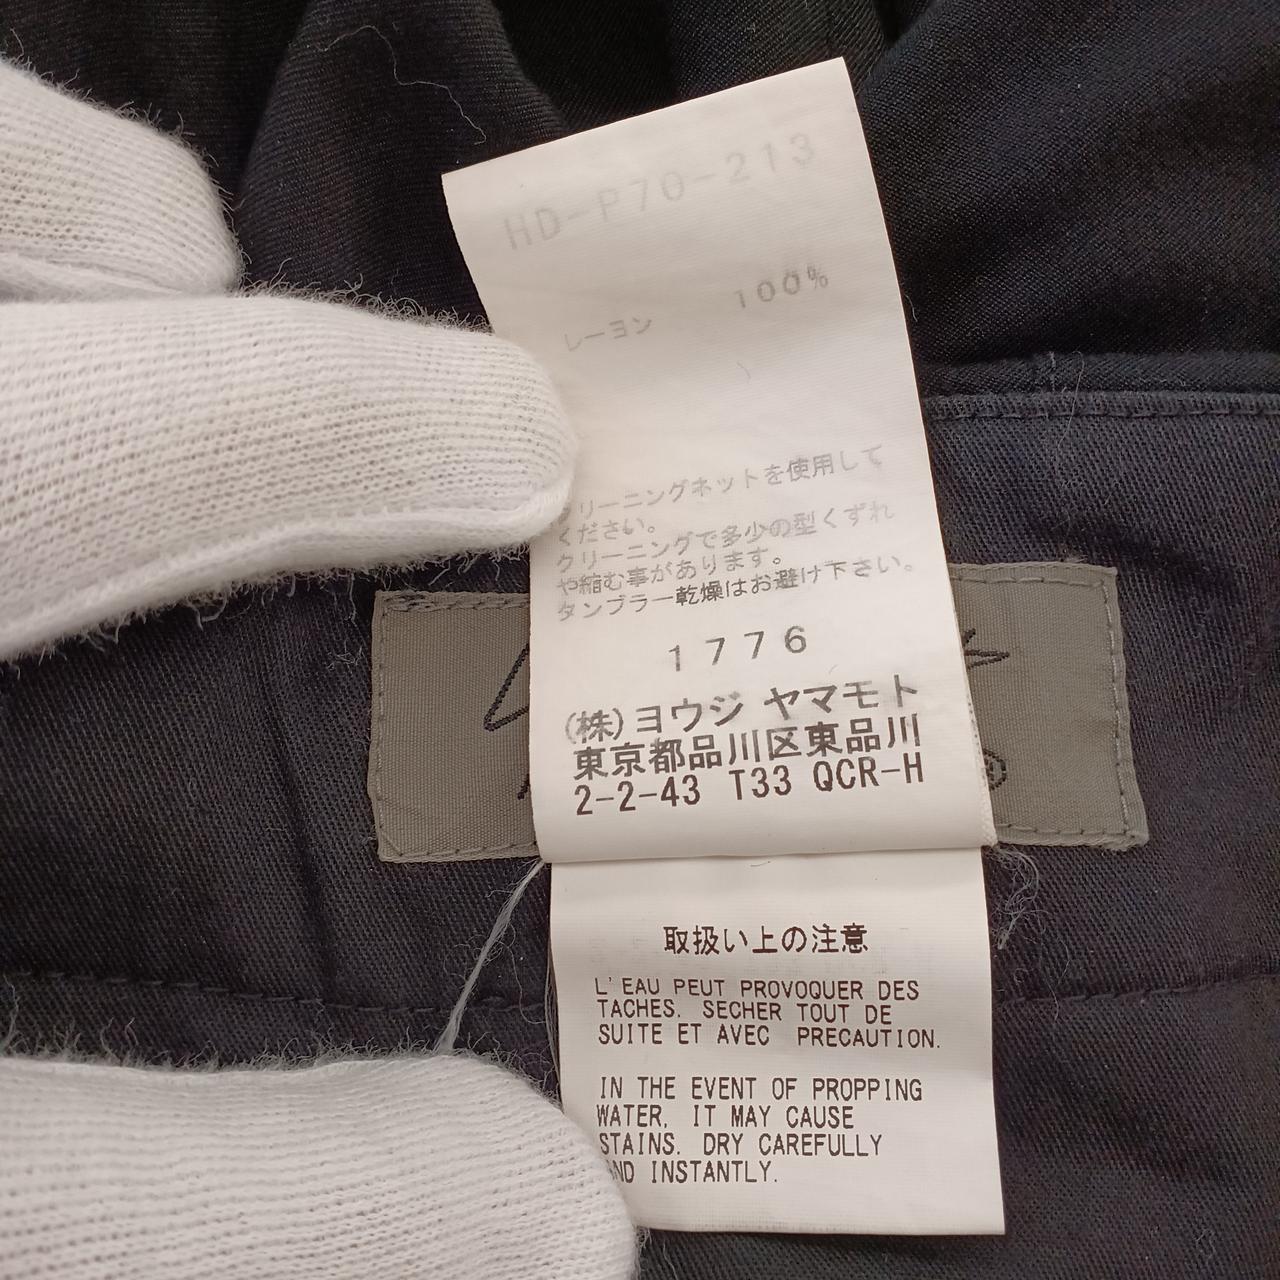 HD-P70-213
レーヨン 100%
クリーニングネットを使用して
ください。
クリーニングで多少の型くずれ
や縮む事があります。
タンブラー乾燥はお避け下さい。
1776
(株)ヨウジ ヤマモト
東京都品川区東品川
2-2-43 T33 QCR-H
取扱い上の注意
L'EAU PEUT PROVOQUER DES
TACHES. SECHER TOUT DE
SUITE ET AVEC PRECAUTION.
IN THE EVENT OF PROPPING
WATER, IT MAY CAUSE
STAINS. DRY CAREFULLY
AND INSTANTLY.